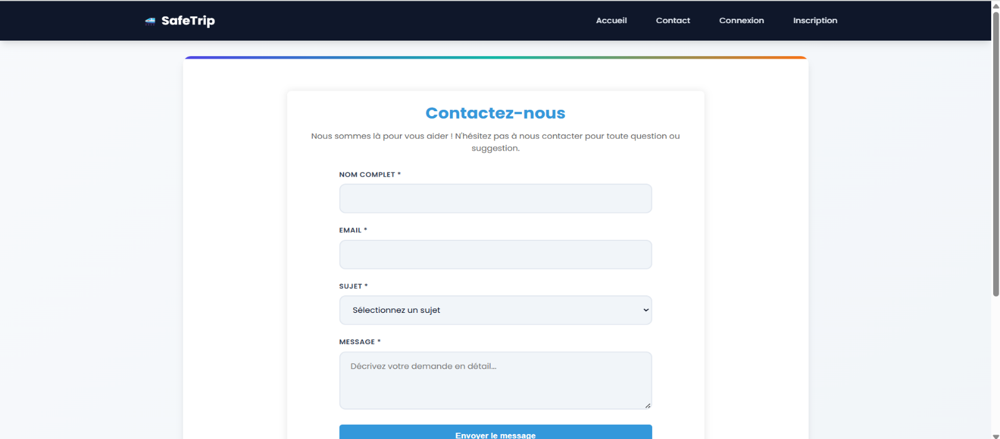 SafeTrip
Accueil Contact Connexion Inscription
Contactez-nous
Nous sommes là pour vous aider ! N'hésitez pas à nous contacter pour toute question ou
suggestion.
NOM COMPLET *
EMAIL *
SUJET *
Sélectionnez un sujet
MESSAGE *
Décrivez votre demande en détail...
Envoyer le message